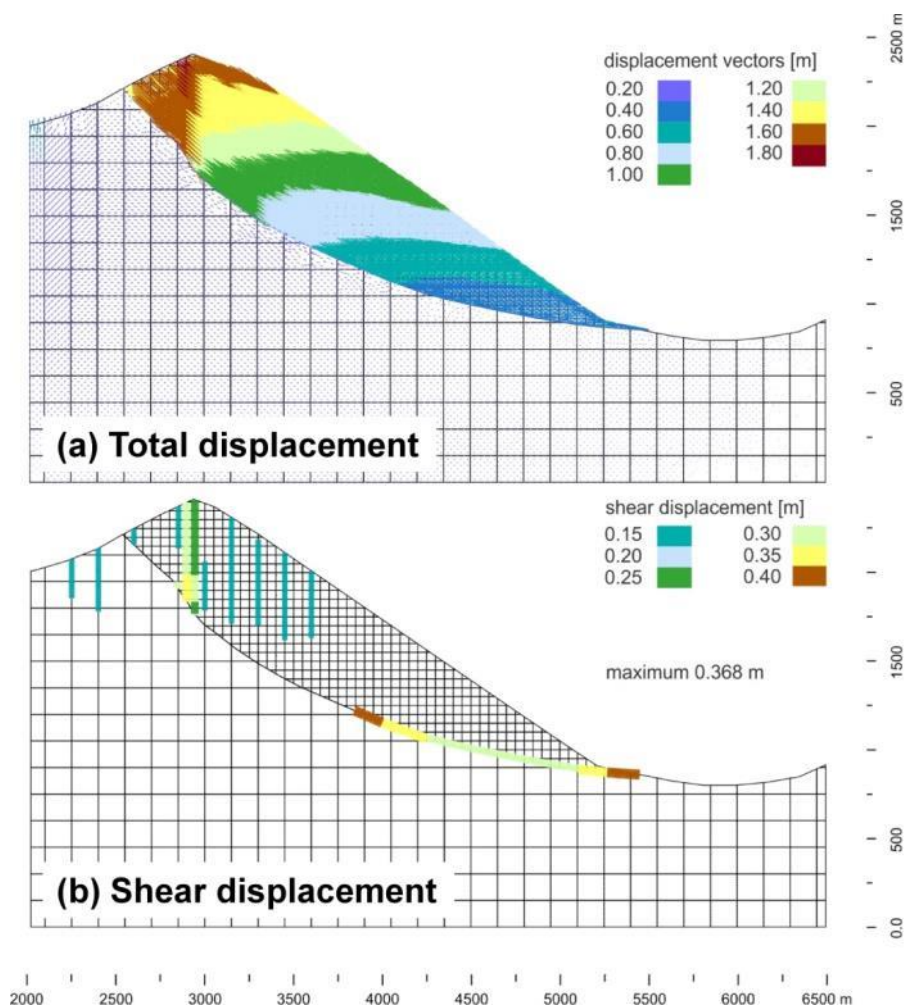 2500 m
displacement vectors [m]
0.20 1.20
0.40 1.40
0.60 1.60
0.80 1.80
1.00
1500
500
(a) Total displacement
shear displacement [m]
0.15 0.30
0.20 0.35
0.25 0.40
1500
maximum 0.368 m
500
(b) Shear displacement
0.0
2000 2500 3000 3500 4000 4500 5000 5500 6000 6500 m